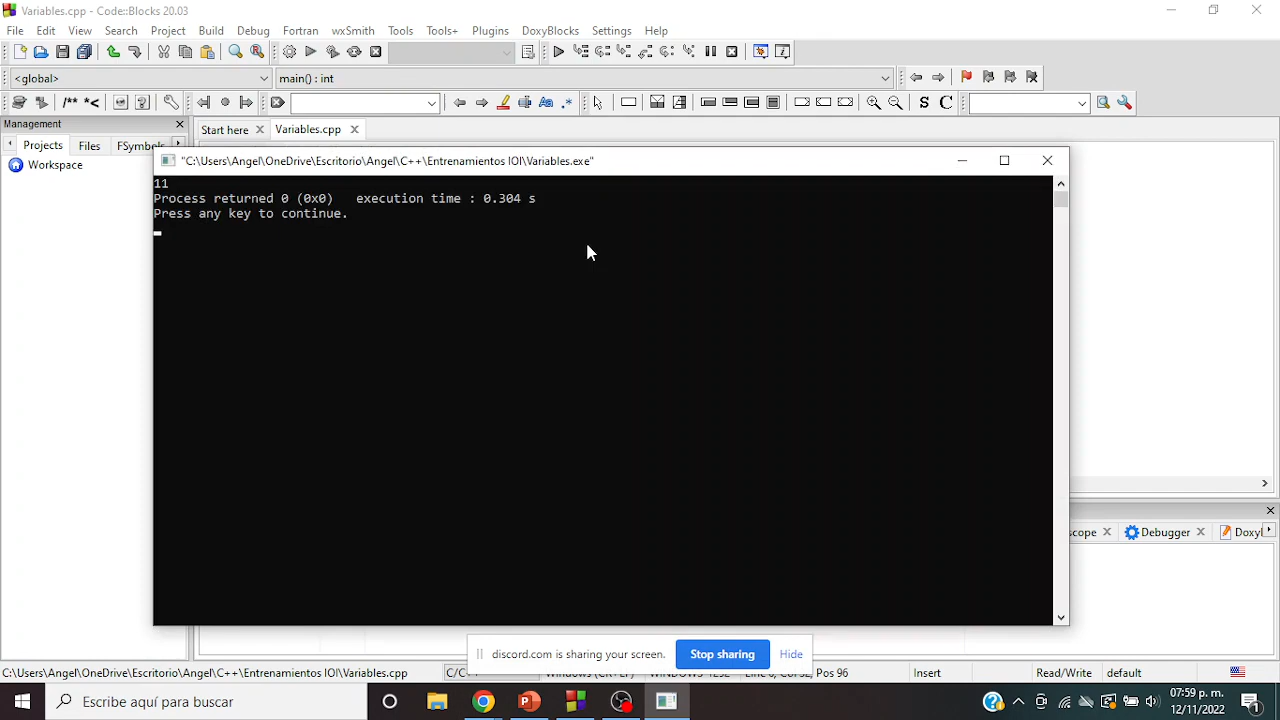 Variables.cpp - Code::Blocks 20.03
File Edit View Search Project Build Debug Fortran wxSmith Tools Tools+ Plugins DoxyBlocks Settings Help
<global> main() : int
/** *< Aa .* S C
Management
Start here Variables.cpp
Projects Files FSymbols
Workspace
"C:\Users\Angel\OneDrive\Escritorio\Angel\C++\Entrenamientos IOI\Variables.exe"
11
Process returned 0 (0x0) execution time : 0.304 s
Press any key to continue.
scope Debugger Doxyl
discord.com is sharing your screen. Stop sharing Hide
C:\Users\Angel\OneDrive\Escritorio\Angel\C++\Entrenamientos IOI\Variables.cpp Pos 96 Insert Read/Write default
Escribe aquí para buscar
07:59 p. m.
12/11/2022
1